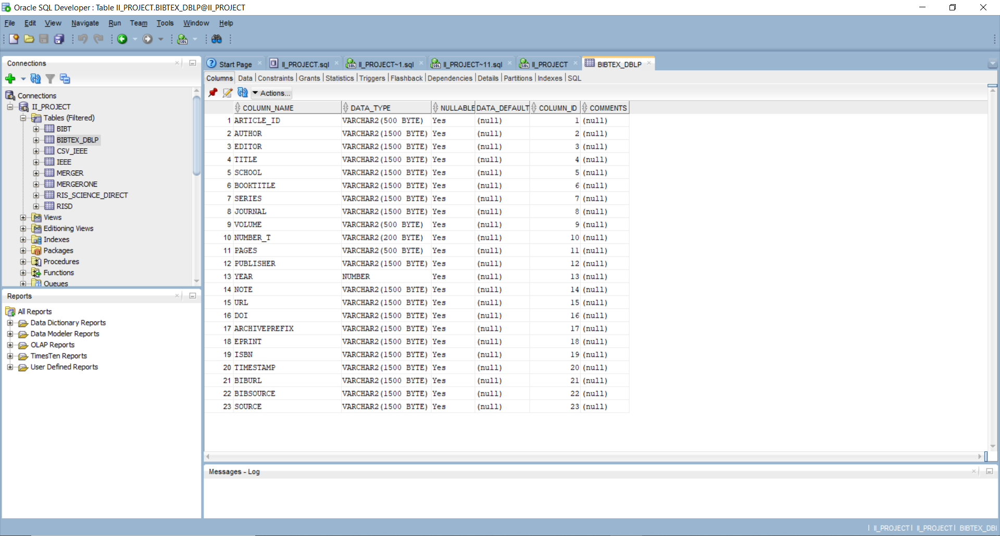 Oracle SQL Developer : Table II_PROJECT.BIBTEX_DBLP@II_PROJECT
File Edit View Navigate Run Team Tools Window Help
Connections
Start Page II_PROJECT.sql II_PROJECT~1.sql II_PROJECT~11.sql II_PROJECT BIBTEX_DBLP
Columns Data Constraints Grants Statistics Triggers Flashback Dependencies Details Partitions Indexes SQL
Actions...
Connections
II_PROJECT
Tables (Filtered)
BIBT
BIBTEX_DBLP
CSV_IEEE
IEEE
MERGER
MERGERONE
RIS_SCIENCE_DIRECT
RISD
Views
Editioning Views
Indexes
Packages
Procedures
Functions
Queues
Reports
All Reports
Data Dictionary Reports
Data Modeler Reports
OLAP Reports
TimesTen Reports
User Defined Reports
COLUMN_NAME DATA_TYPE NULLABLE DATA_DEFAULT COLUMN_ID COMMENTS
1 ARTICLE_ID VARCHAR2(500 BYTE) Yes (null) 1 (null)
2 AUTHOR VARCHAR2(1500 BYTE) Yes (null) 2 (null)
3 EDITOR VARCHAR2(1500 BYTE) Yes (null) 3 (null)
4 TITLE VARCHAR2(1500 BYTE) Yes (null) 4 (null)
5 SCHOOL VARCHAR2(1500 BYTE) Yes (null) 5 (null)
6 BOOKTITLE VARCHAR2(1500 BYTE) Yes (null) 6 (null)
7 SERIES VARCHAR2(1500 BYTE) Yes (null) 7 (null)
8 JOURNAL VARCHAR2(1500 BYTE) Yes (null) 8 (null)
9 VOLUME VARCHAR2(500 BYTE) Yes (null) 9 (null)
10 NUMBER_T VARCHAR2(200 BYTE) Yes (null) 10 (null)
11 PAGES VARCHAR2(500 BYTE) Yes (null) 11 (null)
12 PUBLISHER VARCHAR2(1500 BYTE) Yes (null) 12 (null)
13 YEAR NUMBER Yes (null) 13 (null)
14 NOTE VARCHAR2(1500 BYTE) Yes (null) 14 (null)
15 URL VARCHAR2(1500 BYTE) Yes (null) 15 (null)
16 DOI VARCHAR2(1500 BYTE) Yes (null) 16 (null)
17 ARCHIVEPREFIX VARCHAR2(1500 BYTE) Yes (null) 17 (null)
18 EPRINT VARCHAR2(1500 BYTE) Yes (null) 18 (null)
19 ISBN VARCHAR2(1500 BYTE) Yes (null) 19 (null)
20 TIMESTAMP VARCHAR2(1500 BYTE) Yes (null) 20 (null)
21 BIBURL VARCHAR2(1500 BYTE) Yes (null) 21 (null)
22 BIBSOURCE VARCHAR2(1500 BYTE) Yes (null) 22 (null)
23 SOURCE VARCHAR2(1500 BYTE) Yes (null) 23 (null)
Messages - Log
| II_PROJECT | II_PROJECT | BIBTEX_DBl